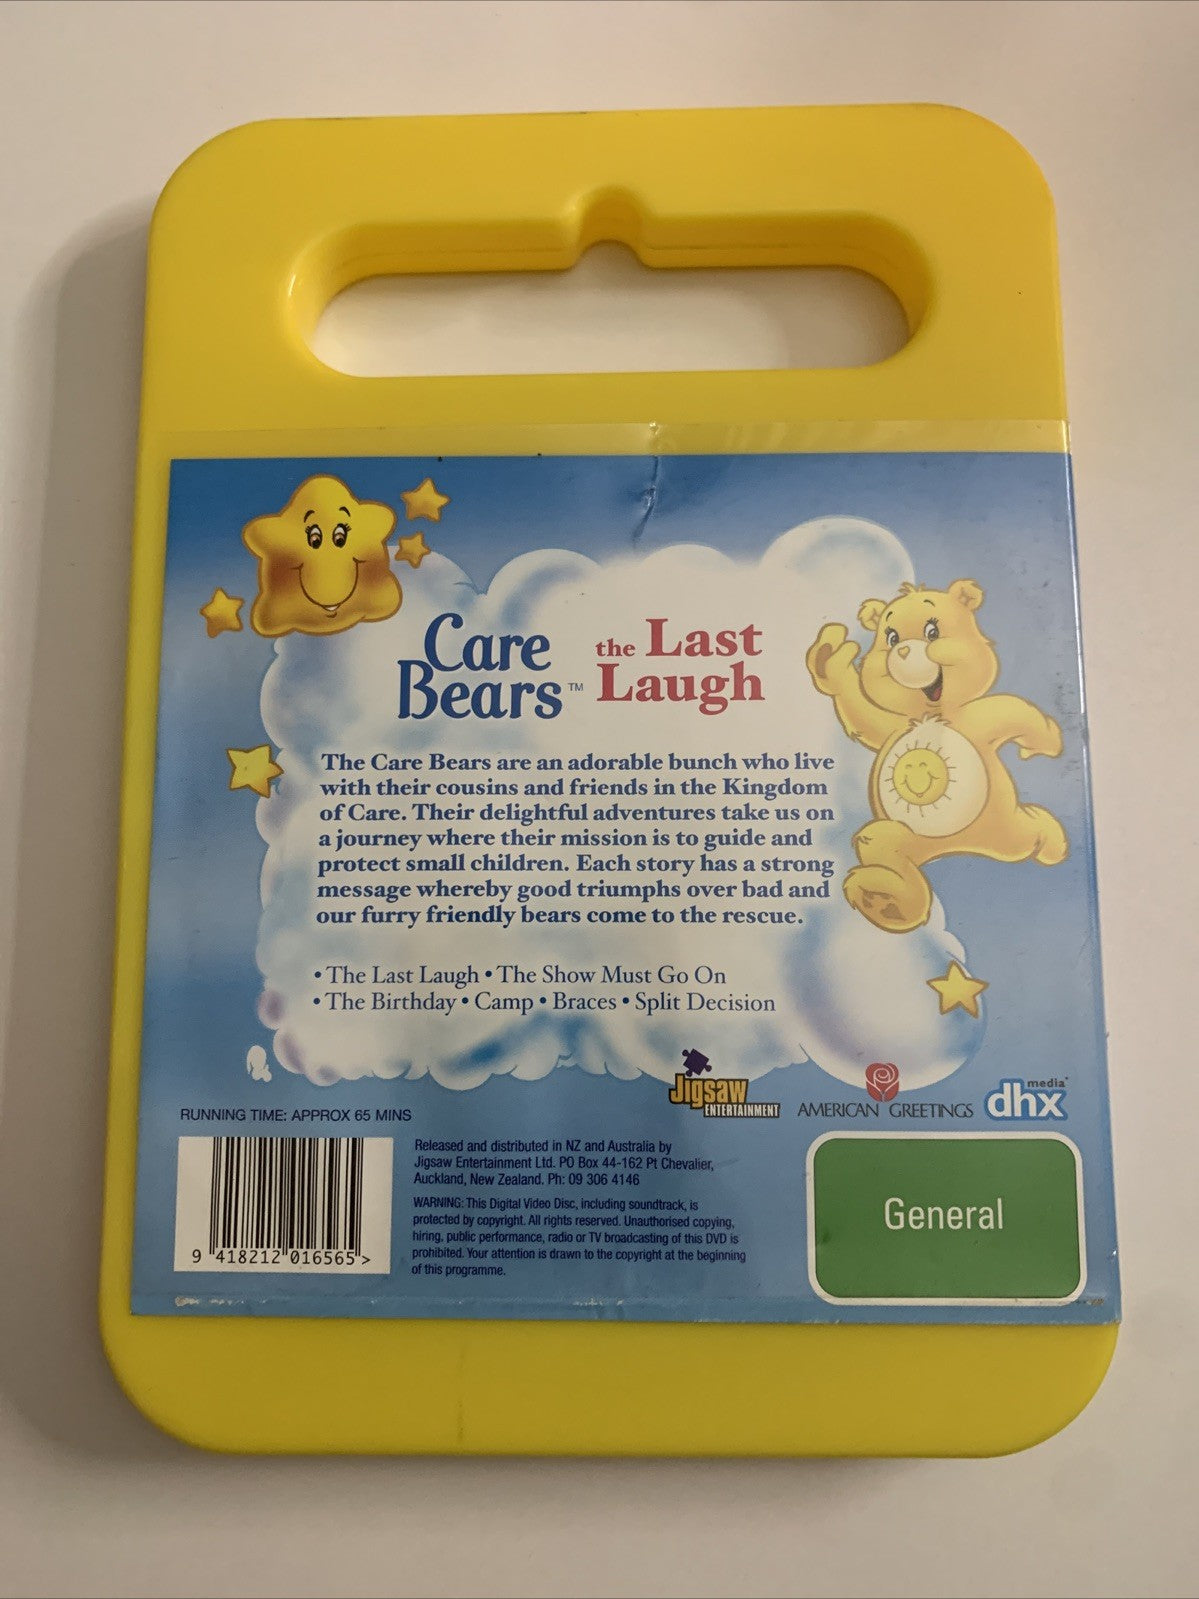 Care Bears™
the Last Laugh
The Care Bears are an adorable bunch who live
with their cousins and friends in the Kingdom
of Care. Their delightful adventures take us on
a journey where their mission is to guide and
protect small children. Each story has a strong
message whereby good triumphs over bad and
our furry friendly bears come to the rescue.
• The Last Laugh • The Show Must Go On
• The Birthday • Camp • Braces • Split Decision
Jigsaw
ENTERTAINMENT
AMERICAN GREETINGS
dhx media
RUNNING TIME: APPROX 65 MINS
9 418212 016565 >
Released and distributed in NZ and Australia by
Jigsaw Entertainment Ltd. PO Box 44-162 Pt Chevalier,
Auckland, New Zealand. Ph: 09 306 4146
WARNING: This Digital Video Disc, including soundtrack, is
protected by copyright. All rights reserved. Unauthorised copying,
hiring, public performance, radio or TV broadcasting of this DVD is
prohibited. Your attention is drawn to the copyright at the beginning
of this programme.
General